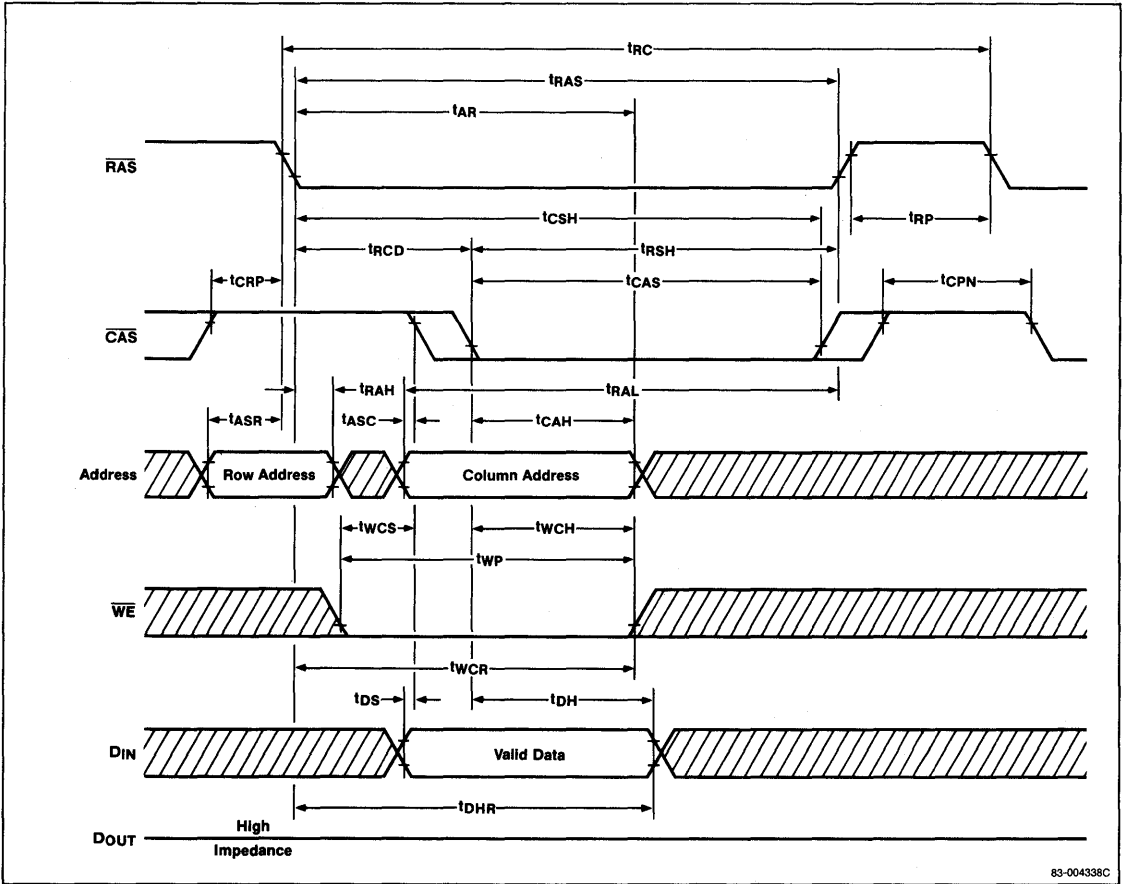 tRC
tRAS
tAR
RAS
tCSH
tRP
tRCD
tRSH
tCRP
tCAS
tCPN
CAS
tRAH
tRAL
tASR
tASC
tCAH
Address
Row Address
Column Address
tWCS
tWCH
tWP
WE
tWCR
tDS
tDH
DIN
Valid Data
tDHR
DOUT
High
Impedance
83-004338C